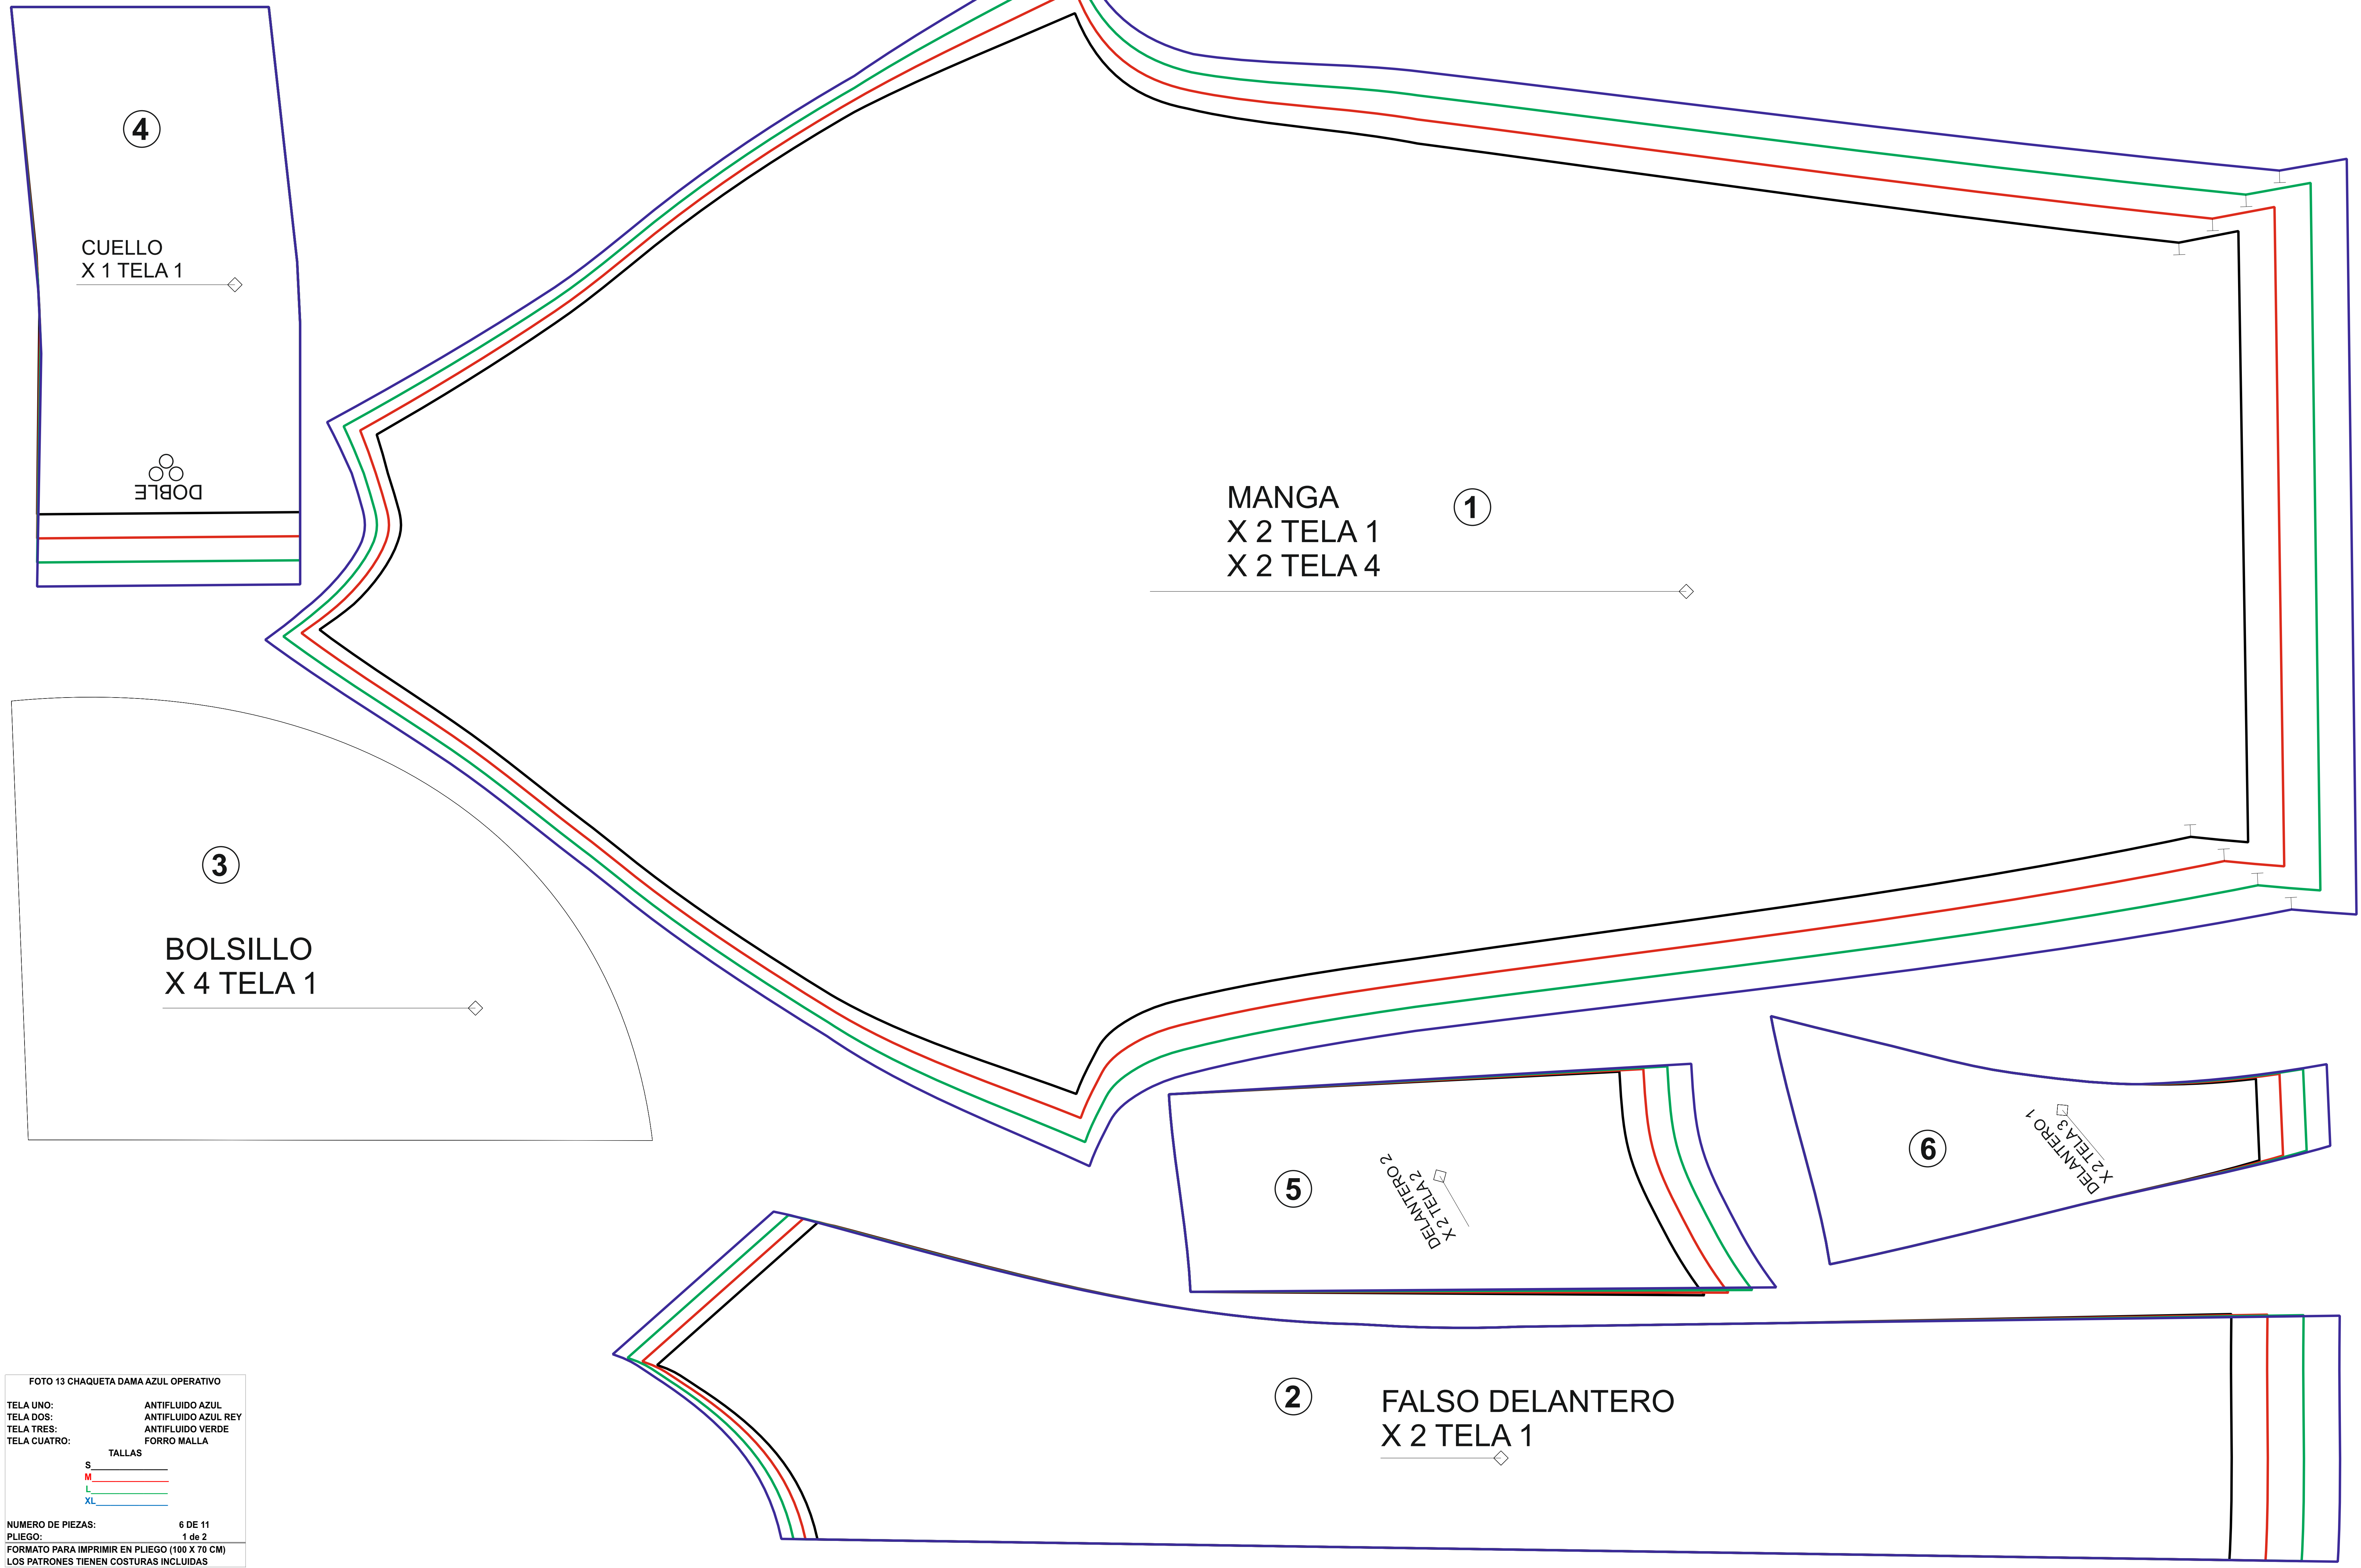 4
CUELLO
X 1 TELA 1
DOBLE
MANGA
X 2 TELA 1
X 2 TELA 4
1
3
BOLSILLO
X 4 TELA 1
5
DELANTERO 2
X 2 TELA 2
6
DELANTERO 1
X 2 TELA 3
2
FALSO DELANTERO
X 2 TELA 1
FOTO 13 CHAQUETA DAMA AZUL OPERATIVO
TELA UNO: ANTIFLUIDO AZUL
TELA DOS: ANTIFLUIDO AZUL REY
TELA TRES: ANTIFLUIDO VERDE
TELA CUATRO: FORRO MALLA
TALLAS
S
M
L
XL
NUMERO DE PIEZAS: 6 DE 11
PLIEGO: 1 de 2
FORMATO PARA IMPRIMIR EN PLIEGO (100 X 70 CM)
LOS PATRONES TIENEN COSTURAS INCLUIDAS